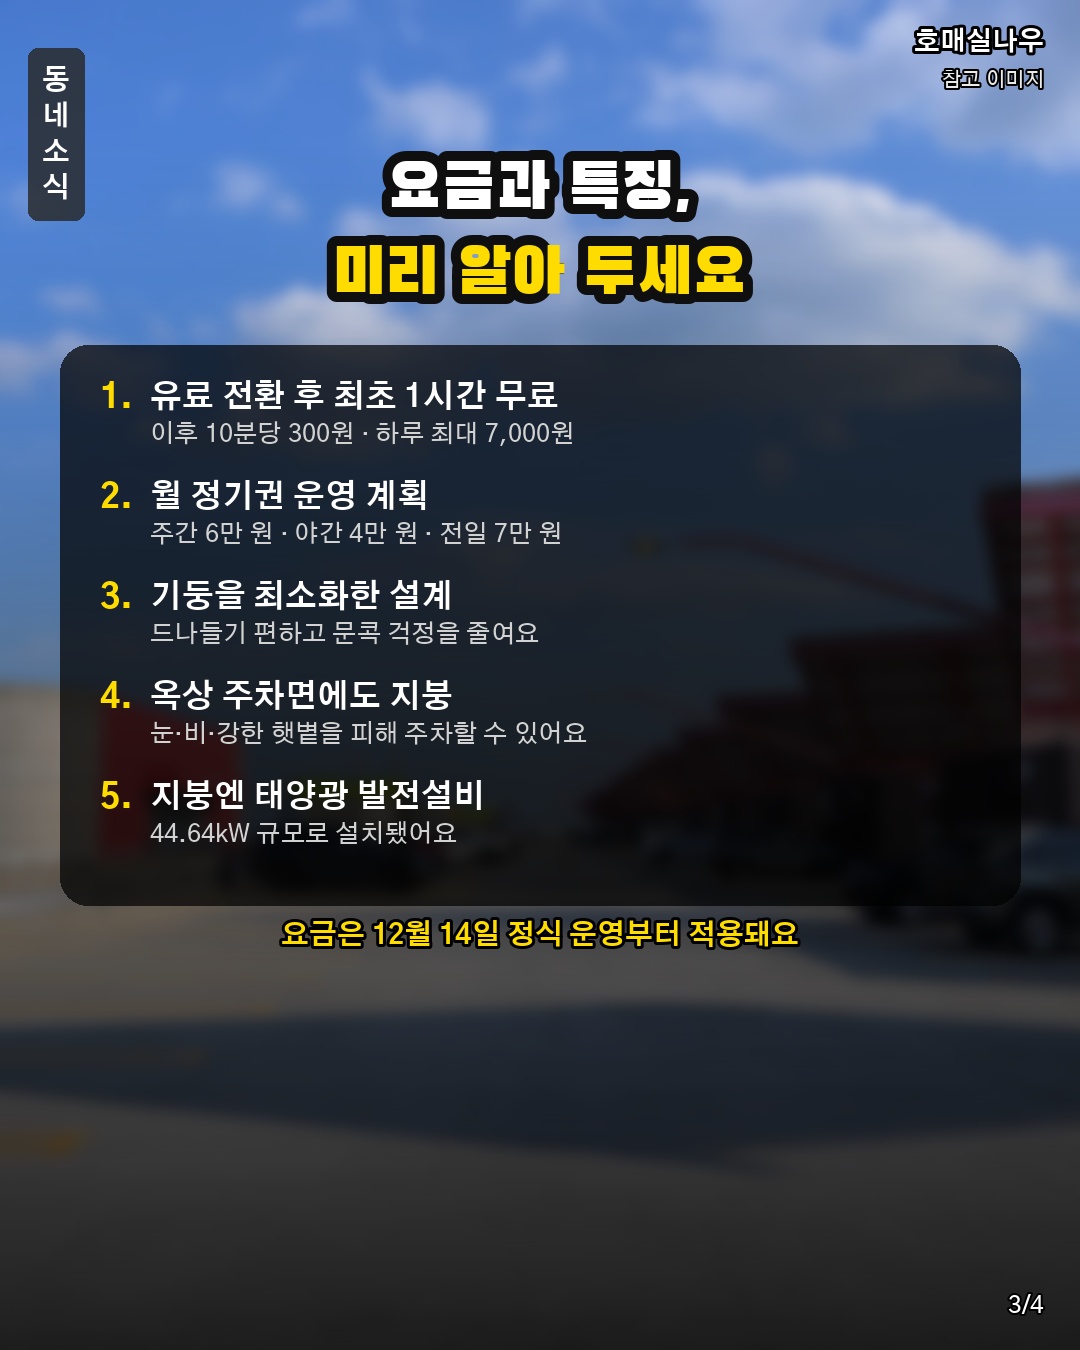 동네소식
호매실나우
참고 이미지
요금과 특징,
미리 알아 두세요
1. 유료 전환 후 최초 1시간 무료
이후 10분당 300원 · 하루 최대 7,000원
2. 월 정기권 운영 계획
주간 6만 원 · 야간 4만 원 · 전일 7만 원
3. 기둥을 최소화한 설계
드나들기 편하고 문콕 걱정을 줄여요
4. 옥상 주차면에도 지붕
눈·비·강한 햇볕을 피해 주차할 수 있어요
5. 지붕엔 태양광 발전설비
44.64kW 규모로 설치됐어요
요금은 12월 14일 정식 운영부터 적용돼요
3/4